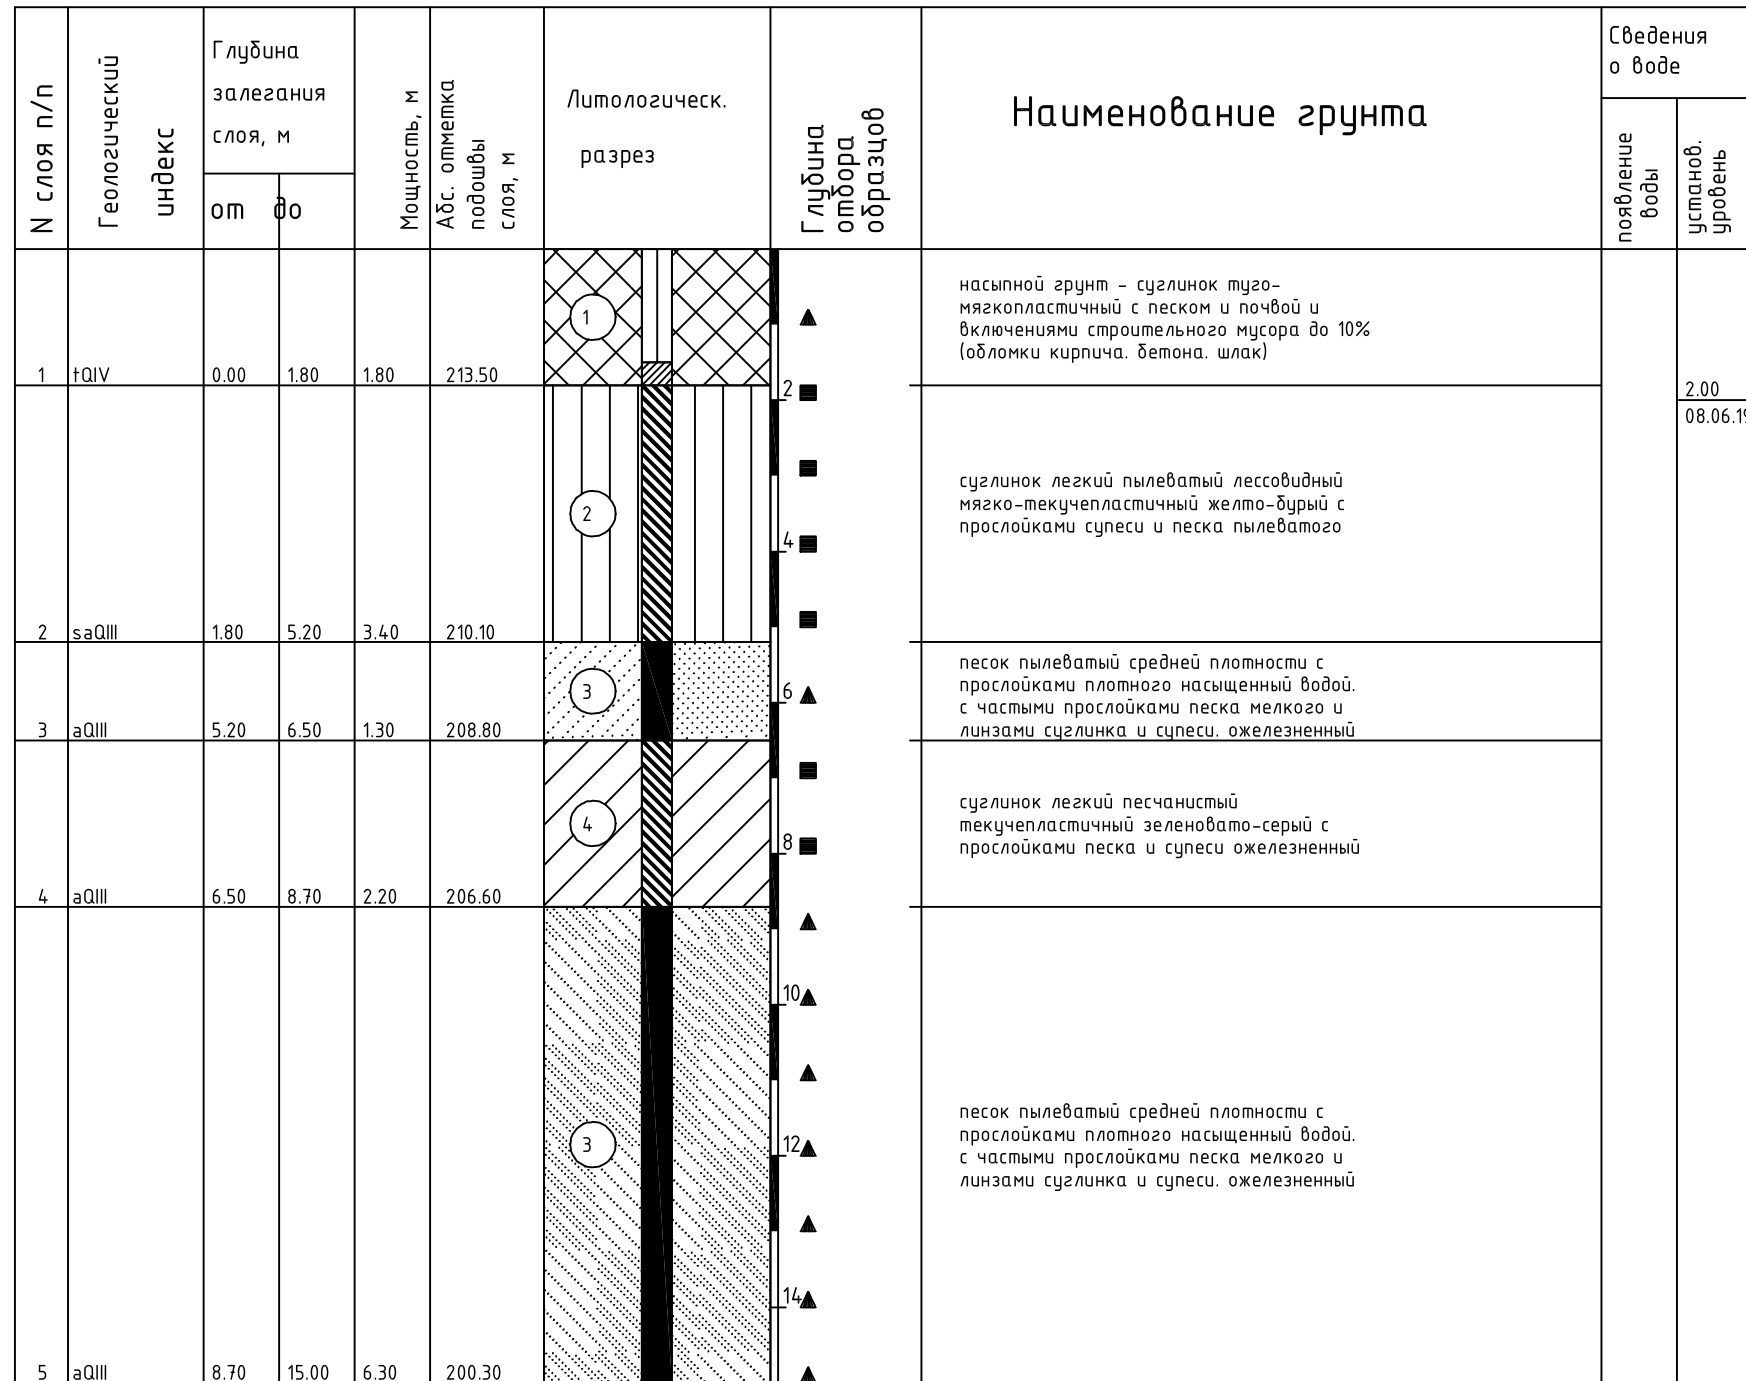 N слоя п/п
Геологический
индекс
Глубина
залегания
слоя, м
от до
Мощность, м
Абс. отметка
подошвы
слоя, м
Литологическ.
разрез
Глубина
отбора
образцов
Наименование грунта
Сведения
о воде
появление
воды
установ.
уровень
1 tQIV 0.00 1.80 1.80 213.50
1
насыпной грунт - суглинок туго-
мягкопластичный с песком и почвой и
включениями строительного мусора до 10%
(обломки кирпича. бетона. шлак)
2
2.00
08.06.19
2 saQIII 1.80 5.20 3.40 210.10
2
4
суглинок легкий пылеватый лессовидный
мягко-текучепластичный желто-бурый с
прослойками супеси и песка пылеватого
3 aQIII 5.20 6.50 1.30 208.80
3
6
песок пылеватый средней плотности с
прослойками плотного насыщенный водой.
с частыми прослойками песка мелкого и
линзами суглинка и супеси. ожелезненный
4 aQIII 6.50 8.70 2.20 206.60
4
8
суглинок легкий песчанистый
текучепластичный зеленовато-серый с
прослойками песка и супеси ожелезненный
10
12
14
3
песок пылеватый средней плотности с
прослойками плотного насыщенный водой.
с частыми прослойками песка мелкого и
линзами суглинка и супеси. ожелезненный
5 aQIII 8.70 15.00 6.30 200.30